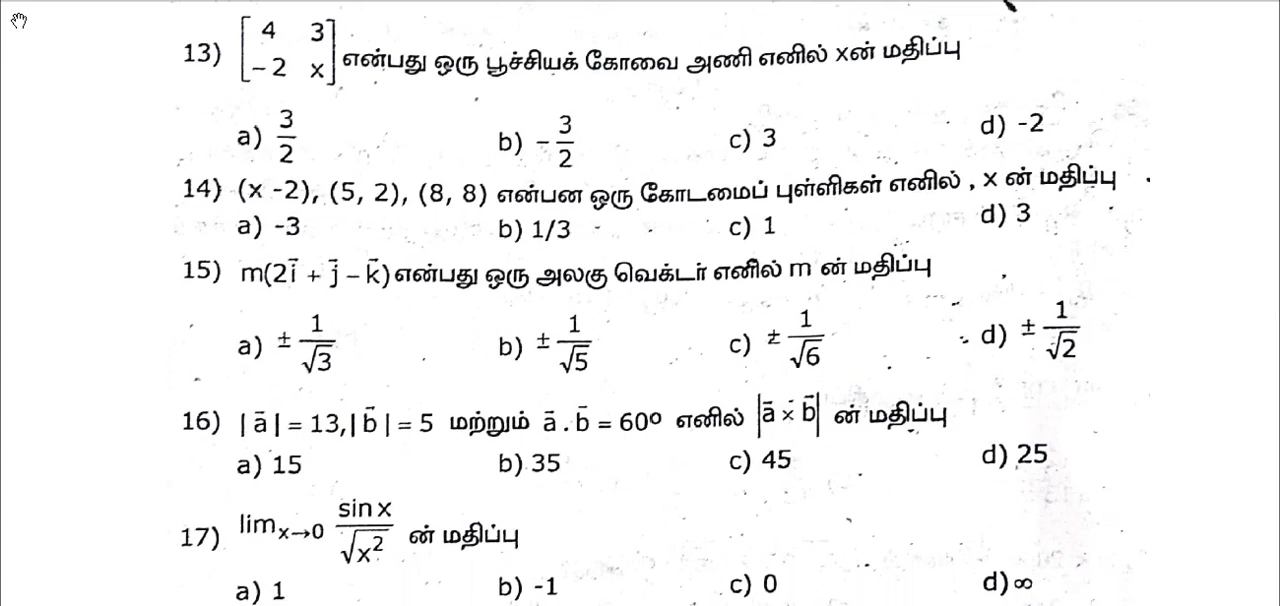 13) [4 3 -2 x] என்பது ஒரு பூச்சியக் கோவை அணி எனில் xன் மதிப்பு
a) 3/2 b) -3/2 c) 3 d) -2
14) (x -2), (5, 2), (8, 8) என்பன ஒரு கோடமைப் புள்ளிகள் எனில் , x ன் மதிப்பு
a) -3 b) 1/3 c) 1 d) 3
15) m(2i⃗ + j⃗ – k⃗) என்பது ஒரு அலகு வெக்டர் எனில் m ன் மதிப்பு
a) ± 1/√3 b) ± 1/√5 c) ± 1/√6 d) ± 1/√2
16) |a⃗| = 13, |b⃗| = 5 மற்றும் a⃗ . b⃗ = 60º எனில் |a⃗ × b⃗| ன் மதிப்பு
a) 15 b) 35 c) 45 d) 25
17) lim x→0 sin x/√x² ன் மதிப்பு
a) 1 b) -1 c) 0 d) ∞